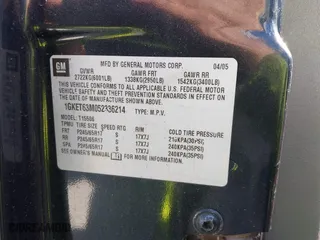 GM
MFD BY GENERAL MOTORS CORP. 04/05
GVWR GAWR FRT GAWR RR
2722KG(6001LB) 1338KG(2950LB) 1542KG(3400LB)
THIS VEHICLE CONFORMS TO ALL APPLICABLE U.S. FEDERAL MOTOR
VEHICLE SAFETY AND THEFT PREVENTION STANDARDS IN EFFECT ON
THE DATE OF MANUFACTURE SHOWN ABOVE.
1GKET63M052336214 TYPE: M.P.V.
MODEL: T15506
TIRE SIZE SPEED RTG RIM COLD TIRE PRESSURE
FRT P245/65R17 S 17X7J
RR P245/65R17 S 17X7J 240KPA(35PSI)
SPA P245/65R17 S 17X7J 240KPA(35PSI)